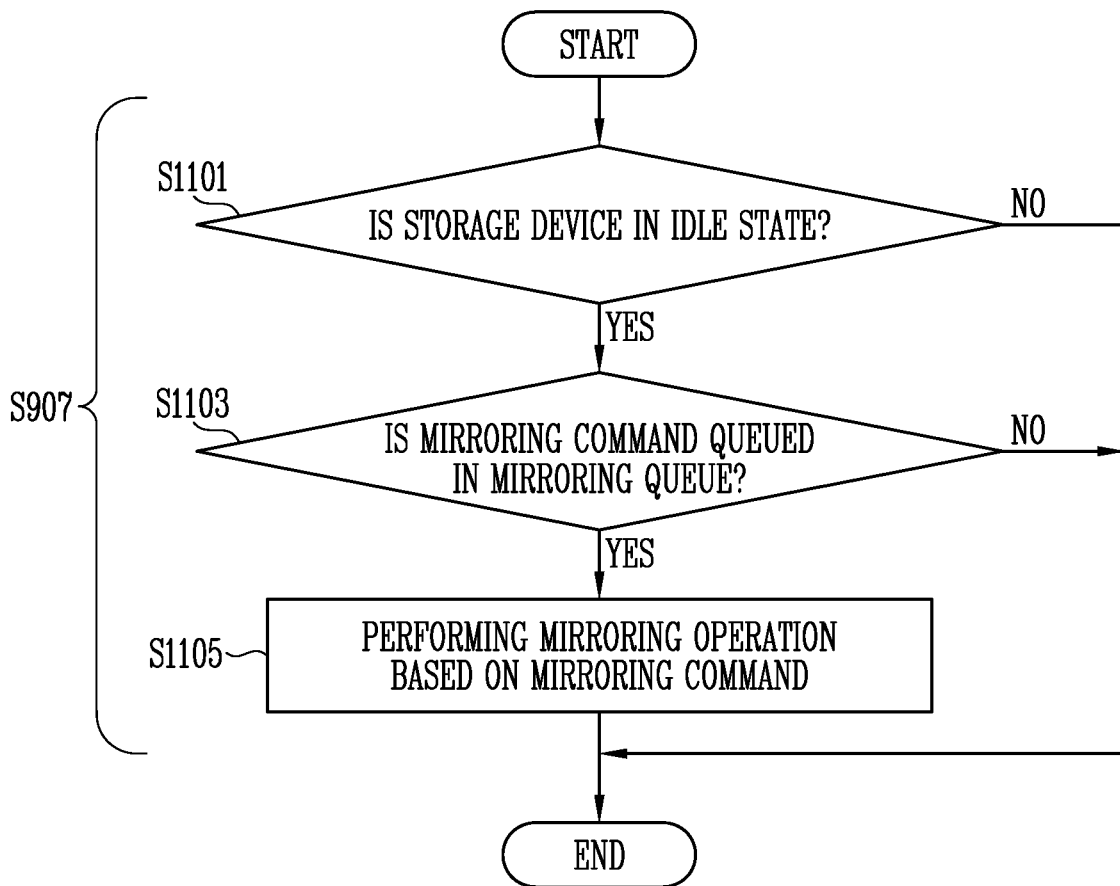 START
S1101
IS STORAGE DEVICE IN IDLE STATE?
NO
YES
S907
S1103
IS MIRRORING COMMAND QUEUED
IN MIRRORING QUEUE?
NO
YES
S1105
PERFORMING MIRRORING OPERATION
BASED ON MIRRORING COMMAND
END